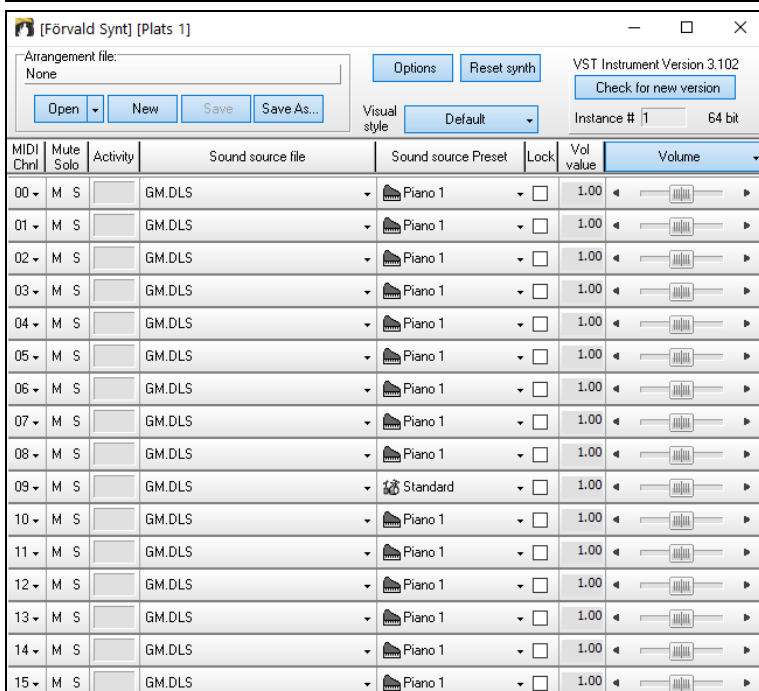 [Förvald Synt] [Plats 1]
Arrangement file:
None
Options
Reset synth
VST Instrument Version 3.102
Check for new version
Open
New
Save
Save As...
Visual style
Default
Instance # 1
64 bit
MIDI Chnl
Mute Solo
Activity
Sound source file
Sound source Preset
Lock
Vol value
Volume
00 M S GM.DLS Piano 1 1.00
01 M S GM.DLS Piano 1 1.00
02 M S GM.DLS Piano 1 1.00
03 M S GM.DLS Piano 1 1.00
04 M S GM.DLS Piano 1 1.00
05 M S GM.DLS Piano 1 1.00
06 M S GM.DLS Piano 1 1.00
07 M S GM.DLS Piano 1 1.00
08 M S GM.DLS Piano 1 1.00
09 M S GM.DLS Standard 1.00
10 M S GM.DLS Piano 1 1.00
11 M S GM.DLS Piano 1 1.00
12 M S GM.DLS Piano 1 1.00
13 M S GM.DLS Piano 1 1.00
14 M S GM.DLS Piano 1 1.00
15 M S GM.DLS Piano 1 1.00